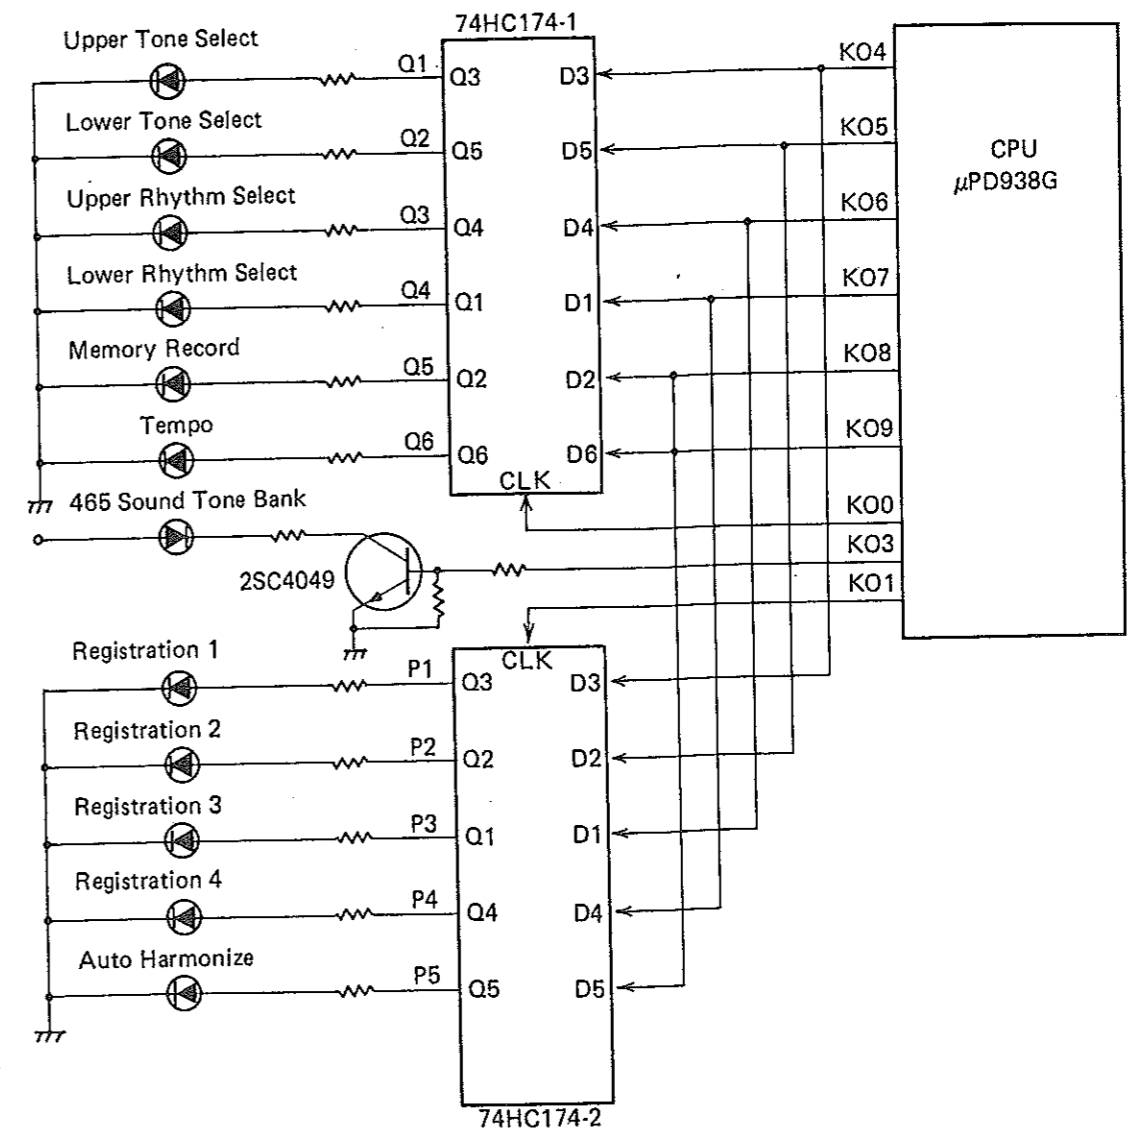 74HC174-1
Upper Tone Select
Q1
Q3
D3
KO4
Lower Tone Select
Q2
Q5
D5
KO5
CPU
μPD938G
Upper Rhythm Select
Q3
Q4
D4
KO6
Lower Rhythm Select
Q4
Q1
D1
KO7
Memory Record
Q5
Q2
D2
KO8
Tempo
Q6
Q6
D6
KO9
CLK
465 Sound Tone Bank
KO0
2SC4049
KO3
KO1
CLK
Registration 1
P1
Q3
D3
Registration 2
P2
Q2
D2
Registration 3
P3
Q1
D1
Registration 4
P4
Q4
D4
Auto Harmonize
P5
Q5
D5
74HC174-2